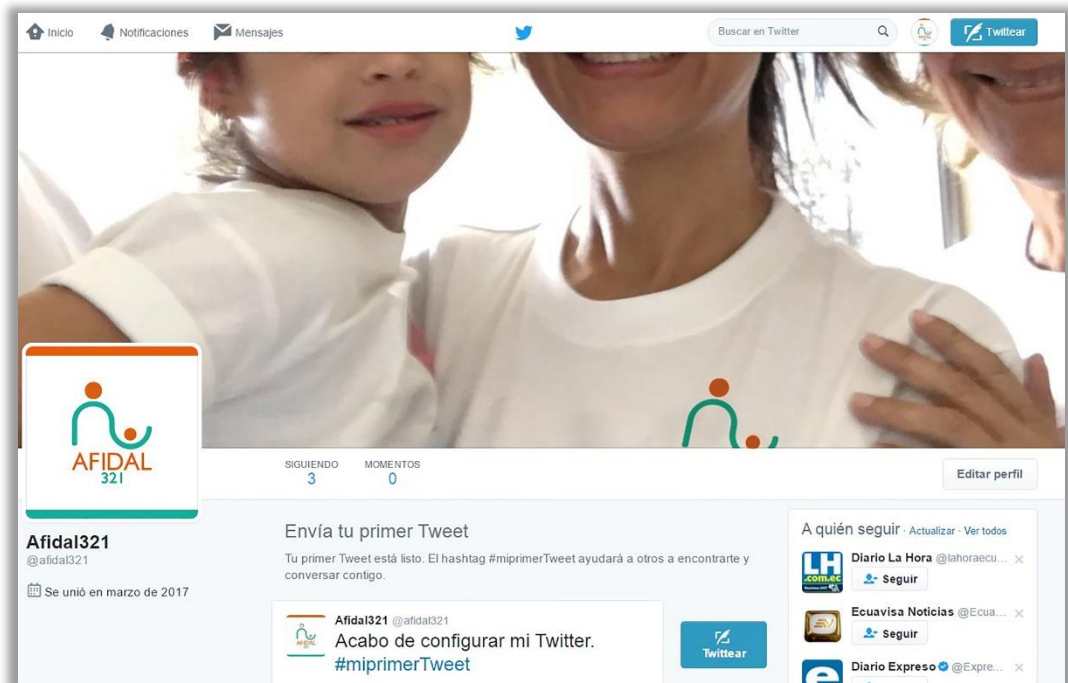 Inicio
Notificaciones
Mensajes
Buscar en Twitter
Twittear
AFIDAL
321
SIGUIENDO
3
MOMENTOS
0
Editar perfil
Afidal321
@afidal321
Se unió en marzo de 2017
Envía tu primer Tweet
Tu primer Tweet está listo. El hashtag #miprimerTweet ayudará a otros a encontrarte y
conversar contigo.
Afidal321 @afidal321
Acabo de configurar mi Twitter.
#miprimerTweet
Twittear
A quién seguir · Actualizar · Ver todos
LH
.com.ec
Diario La Hora @lahoraecu...
Seguir
Ecuavisa Noticias @Ecua...
Seguir
Diario Expreso @Expre...